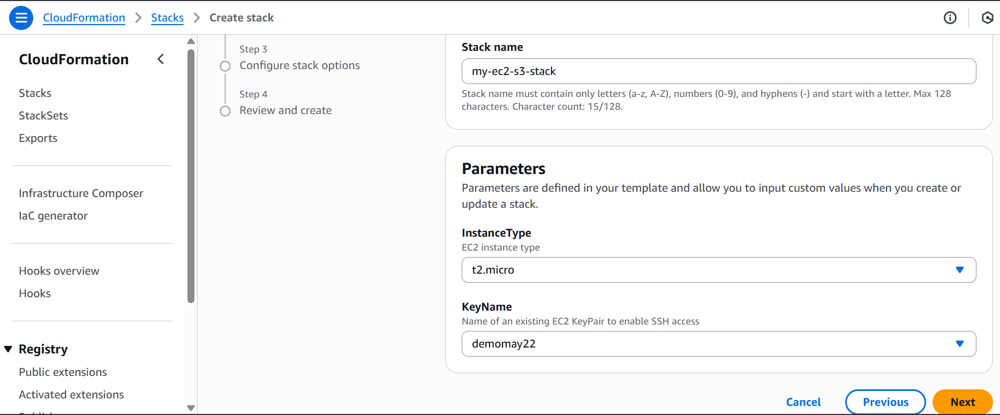 CloudFormation > Stacks > Create stack
CloudFormation
Stacks
StackSets
Exports
Infrastructure Composer
IaC generator
Hooks overview
Hooks
Registry
Public extensions
Activated extensions
Step 3
Configure stack options
Step 4
Review and create
Stack name
my-ec2-s3-stack
Stack name must contain only letters (a-z, A-Z), numbers (0-9), and hyphens (-) and start with a letter. Max 128
characters. Character count: 15/128.
Parameters
Parameters are defined in your template and allow you to input custom values when you create or
update a stack.
InstanceType
EC2 instance type
t2.micro
KeyName
Name of an existing EC2 KeyPair to enable SSH access
demomay22
Cancel
Previous
Next